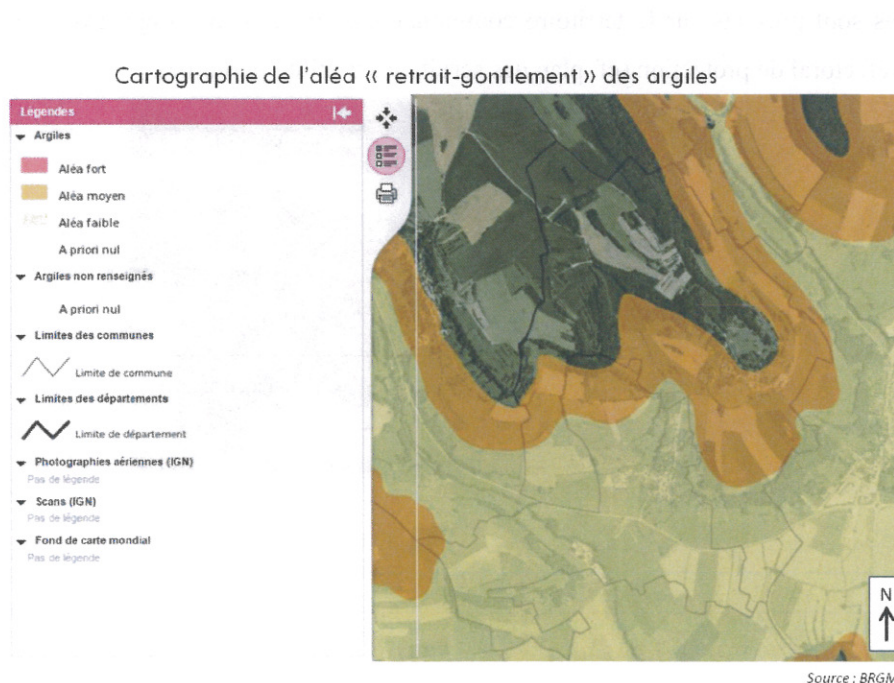 Cartographie de l'aléa « retrait-gonflement » des argiles
Légendes
Argiles
Aléa fort
Aléa moyen
Aléa faible
A priori nul
Argiles non renseignés
A priori nul
Limites des communes
Limite de commune
Limites des départements
Limite de département
Photographies aériennes (IGN)
Pas de légende
Scans (IGN)
Pas de légende
Fond de carte mondial
Pas de légende
N
Source : BRGM